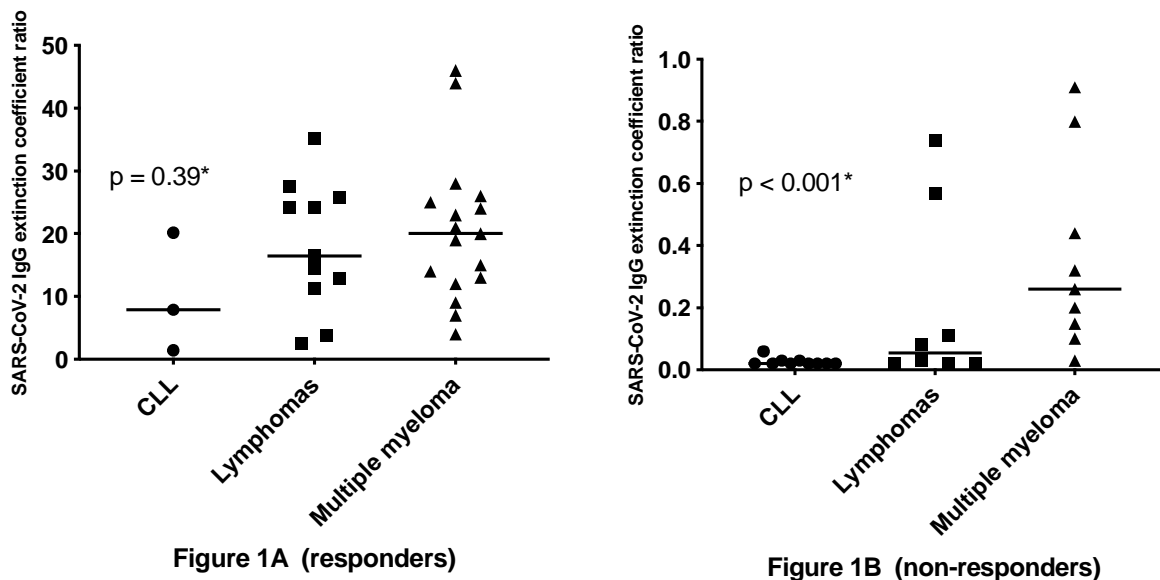 SARS-CoV-2 IgG extinction coefficient ratio
50
40
30
20
10
0
p = 0.39*
CLL
Lymphomas
Multiple myeloma
Figure 1A (responders)
SARS-CoV-2 IgG extinction coefficient ratio
1.0
0.8
0.6
0.4
0.2
0.0
p < 0.001*
CLL
Lymphomas
Multiple myeloma
Figure 1B (non-responders)